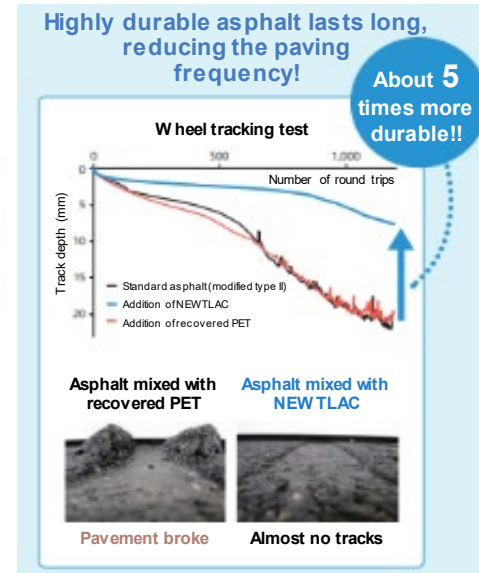 Highly durable asphalt lasts long,
reducing the paving
frequency!
About 5
times more
durable!!
Wheel tracking test
0 500 1,000
Number of round trips
0
5
10
15
20
Track depth (mm)
Standard asphalt (modified type II)
Addition of NEWTLAC
Addition of recovered PET
Asphalt mixed with
recovered PET
Asphalt mixed with
NEWTLAC
Pavement broke
Almost no tracks